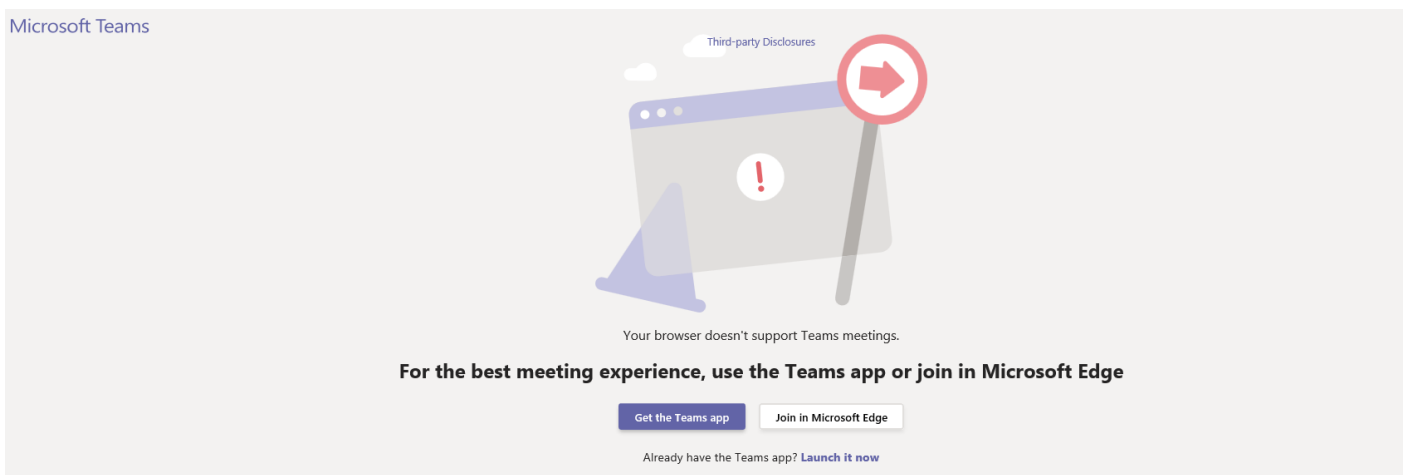 Microsoft Teams
Third-party Disclosures
Your browser doesn't support Teams meetings.
For the best meeting experience, use the Teams app or join in Microsoft Edge
Get the Teams app
Join in Microsoft Edge
Already have the Teams app? Launch it now